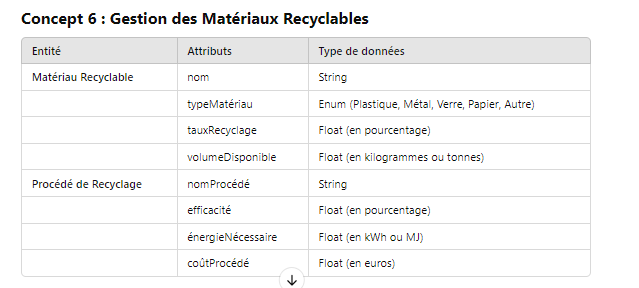 Concept 6 : Gestion des Matériaux Recyclables
Entité Attributs Type de données
Matériau Recyclable nom String
typeMatériau Enum (Plastique, Métal, Verre, Papier, Autre)
tauxRecyclage Float (en pourcentage)
volumeDisponible Float (en kilogrammes ou tonnes)
Procédé de Recyclage nomProcédé String
efficacité Float (en pourcentage)
énergieNécessaire Float (en kWh ou MJ)
coûtProcédé Float (en euros)